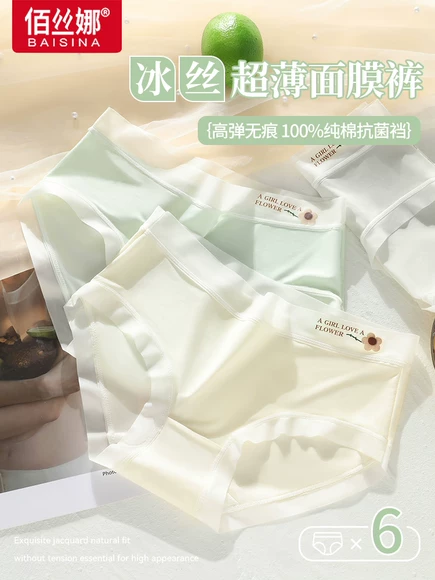 佰丝娜®
BAISINA
冰丝超薄面膜裤
{高弹无痕 100%纯棉抗菌裆}
A GIRL LOVE A
FLOWER
A GIRL LOVE A
FLOWER
Exquisite jacquard natural fit
without tension essential for high appearance
×6